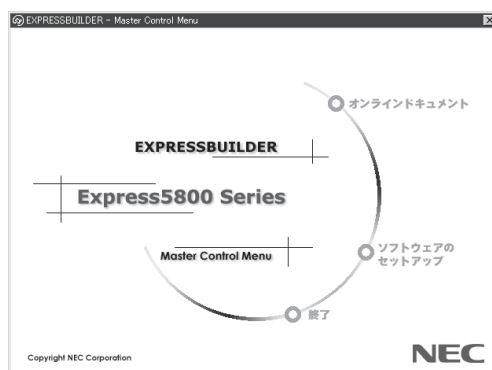 EXPRESSBUILDER - Master Control Menu
オンラインドキュメント
EXPRESSBUILDER
Express5800 Series
ソフトウェアの
セットアップ
Master Control Menu
終了
Copyright NEC Corporation
NEC